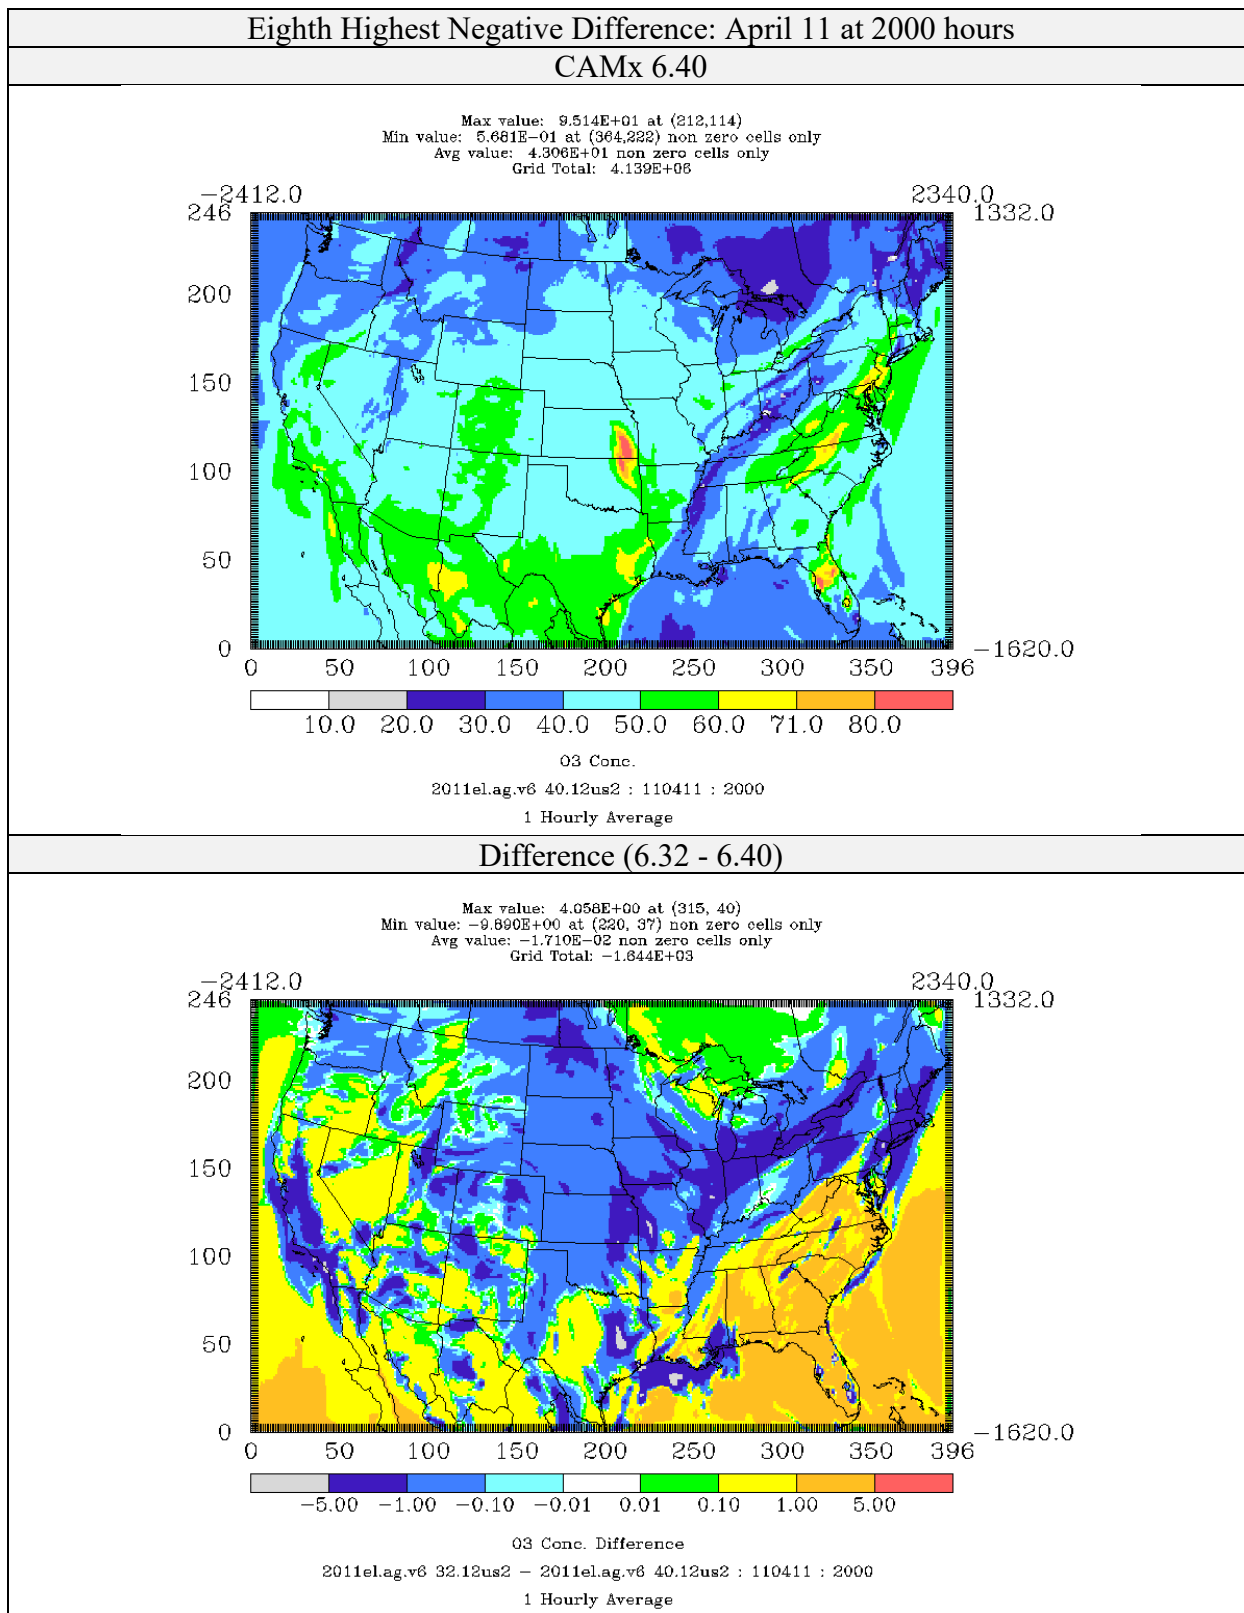 Eighth Highest Negative Difference: April 11 at 2000 hours
CAMx 6.40
Max value: 9.514E+01 at (212,114)
Min value: 5.681E−01 at (364,222) non zero cells only
Avg value: 4.306E+01 non zero cells only
Grid Total: 4.139E+06
−2412.0 2340.0
246 1332.0
200
150
100
50
0 −1620.0
0 50 100 150 200 250 300 350 396
10.0 20.0 30.0 40.0 50.0 60.0 71.0 80.0
O3 Conc.
2011el.ag.v6 40.12us2 : 110411 : 2000
1 Hourly Average
Difference (6.32 - 6.40)
Max value: 4.058E+00 at (315, 40)
Min value: −9.890E+00 at (220, 37) non zero cells only
Avg value: −1.710E−02 non zero cells only
Grid Total: −1.644E+03
−2412.0 2340.0
246 1332.0
200
150
100
50
0 −1620.0
0 50 100 150 200 250 300 350 396
−5.00 −1.00 −0.10 −0.01 0.01 0.10 1.00 5.00
O3 Conc. Difference
2011el.ag.v6 32.12us2 − 2011el.ag.v6 40.12us2 : 110411 : 2000
1 Hourly Average